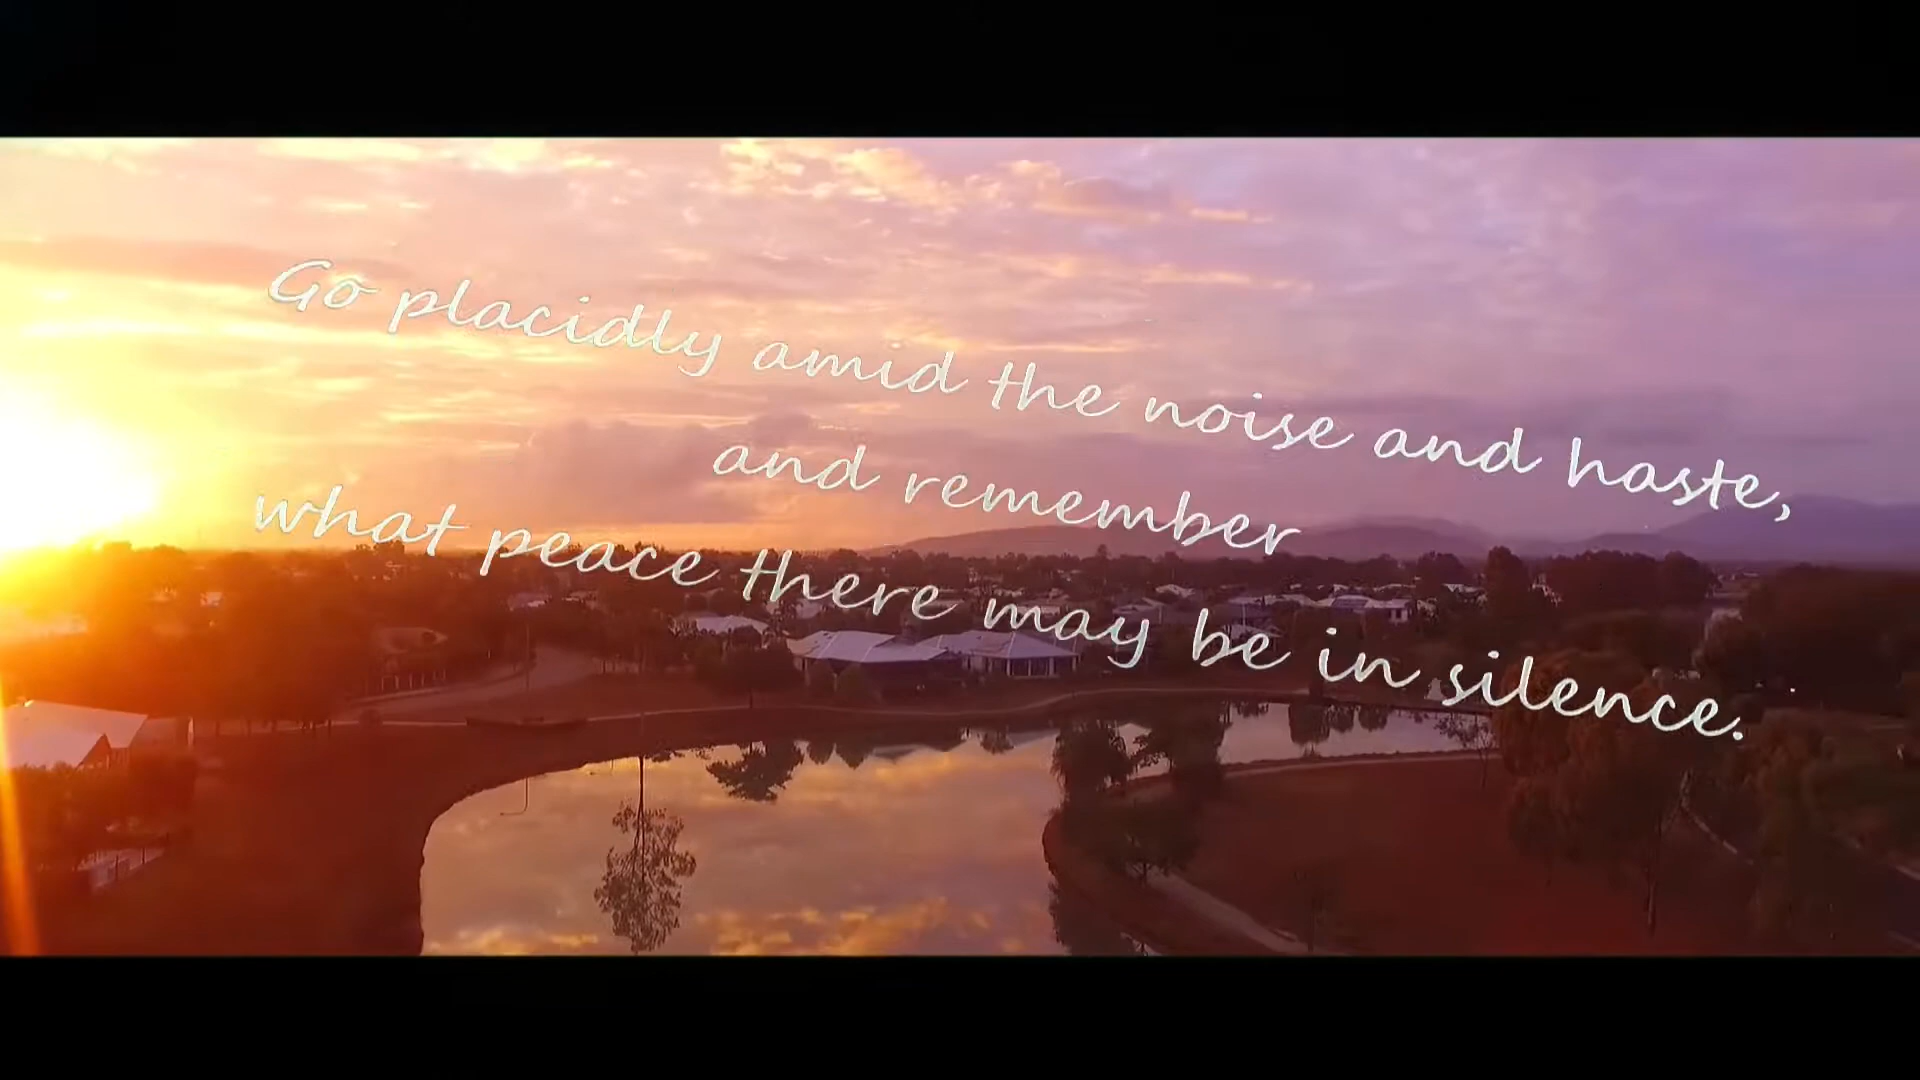 Go placidly amid the noise and haste,
and remember
what peace there may be in silence.